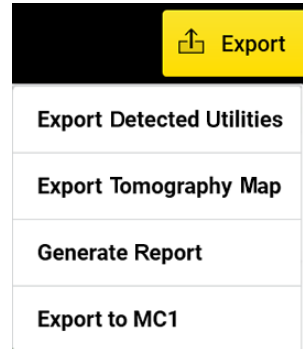 Export
Export Detected Utilities
Export Tomography Map
Generate Report
Export to MC1